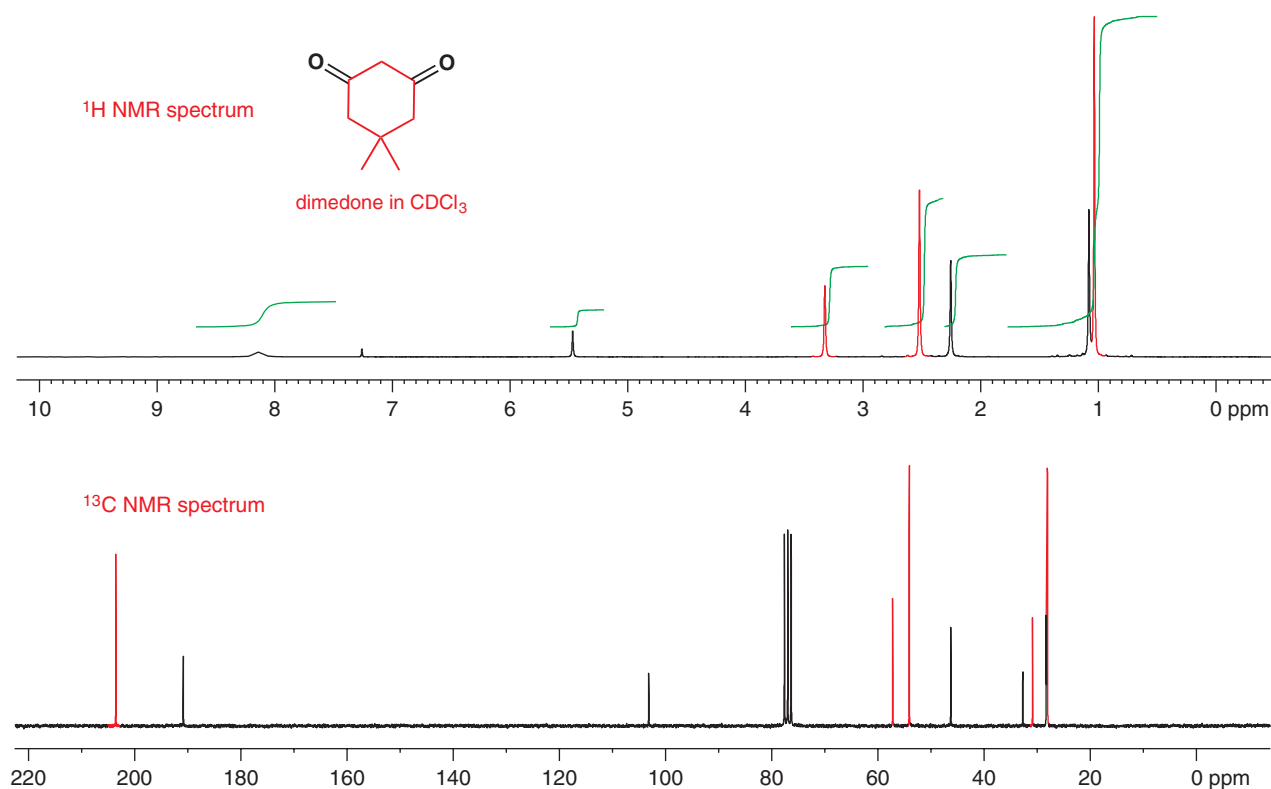 O O
¹H NMR spectrum
dimedone in CDCl₃
10 9 8 7 6 5 4 3 2 1 0 ppm
¹³C NMR spectrum
220 200 180 160 140 120 100 80 60 40 20 0 ppm